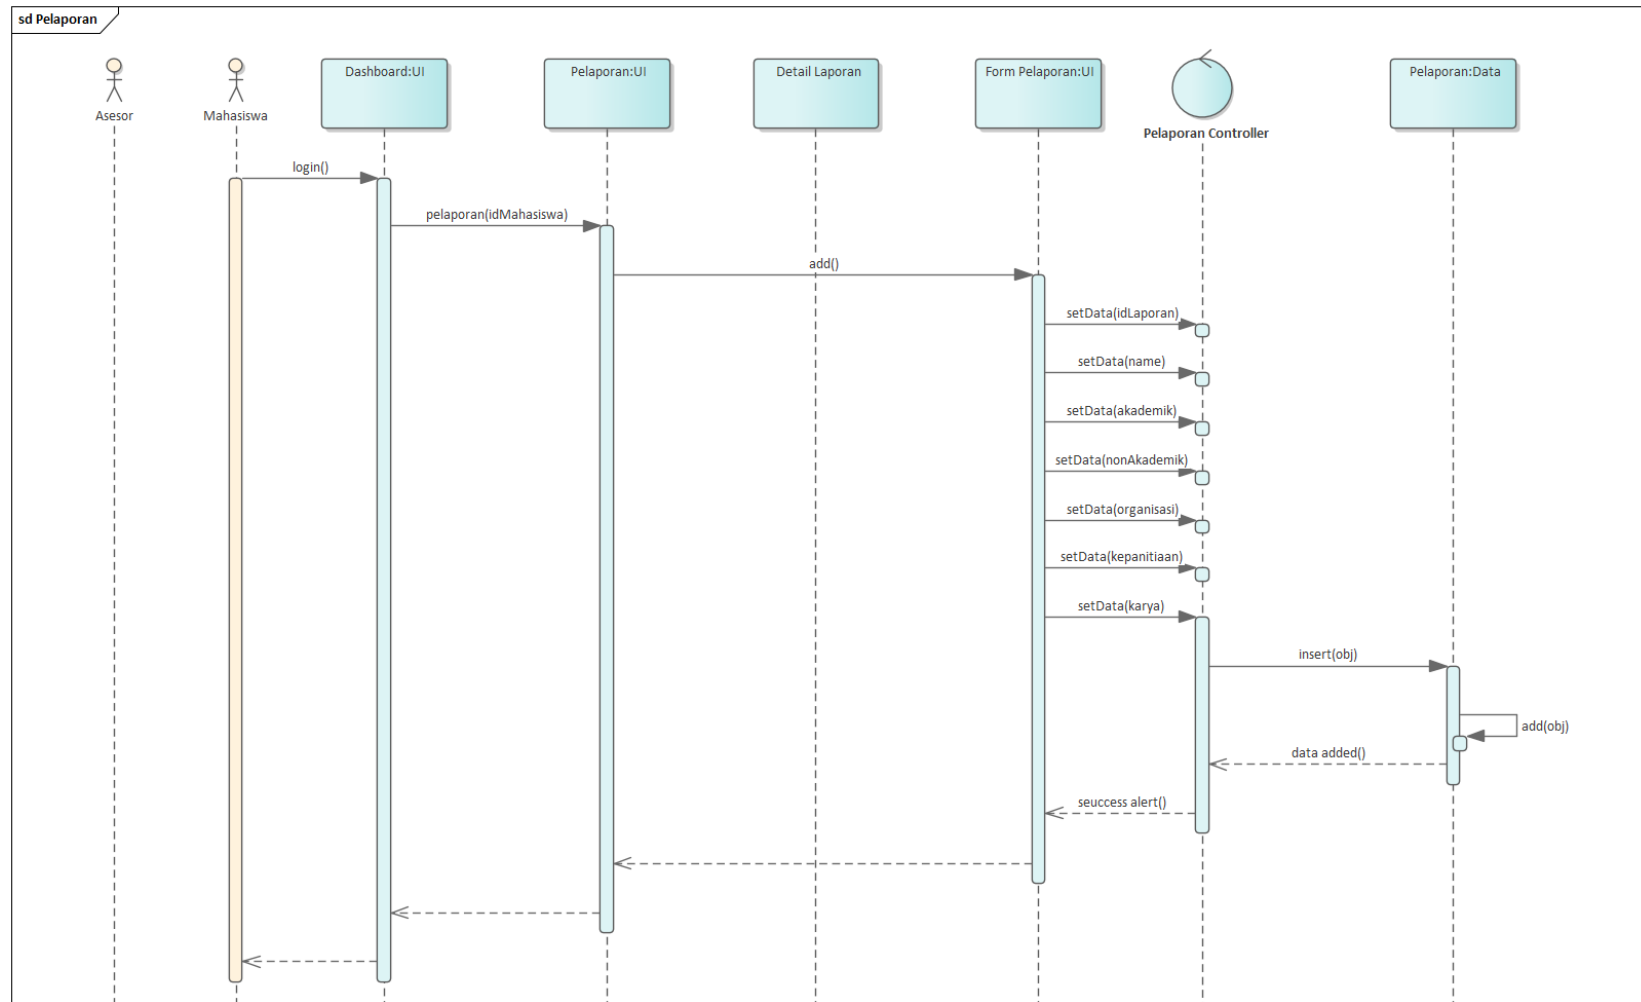 sd Pelaporan
Asesor
Mahasiswa
Dashboard:UI
Pelaporan:UI
Detail Laporan
Form Pelaporan:UI
Pelaporan Controller
Pelaporan:Data
login()
pelaporan(idMahasiswa)
add()
setData(idLaporan)
setData(name)
setData(akademik)
setData(nonAkademik)
setData(organisasi)
setData(kepanitiaan)
setData(karya)
insert(obj)
add(obj)
data added()
seuccess alert()